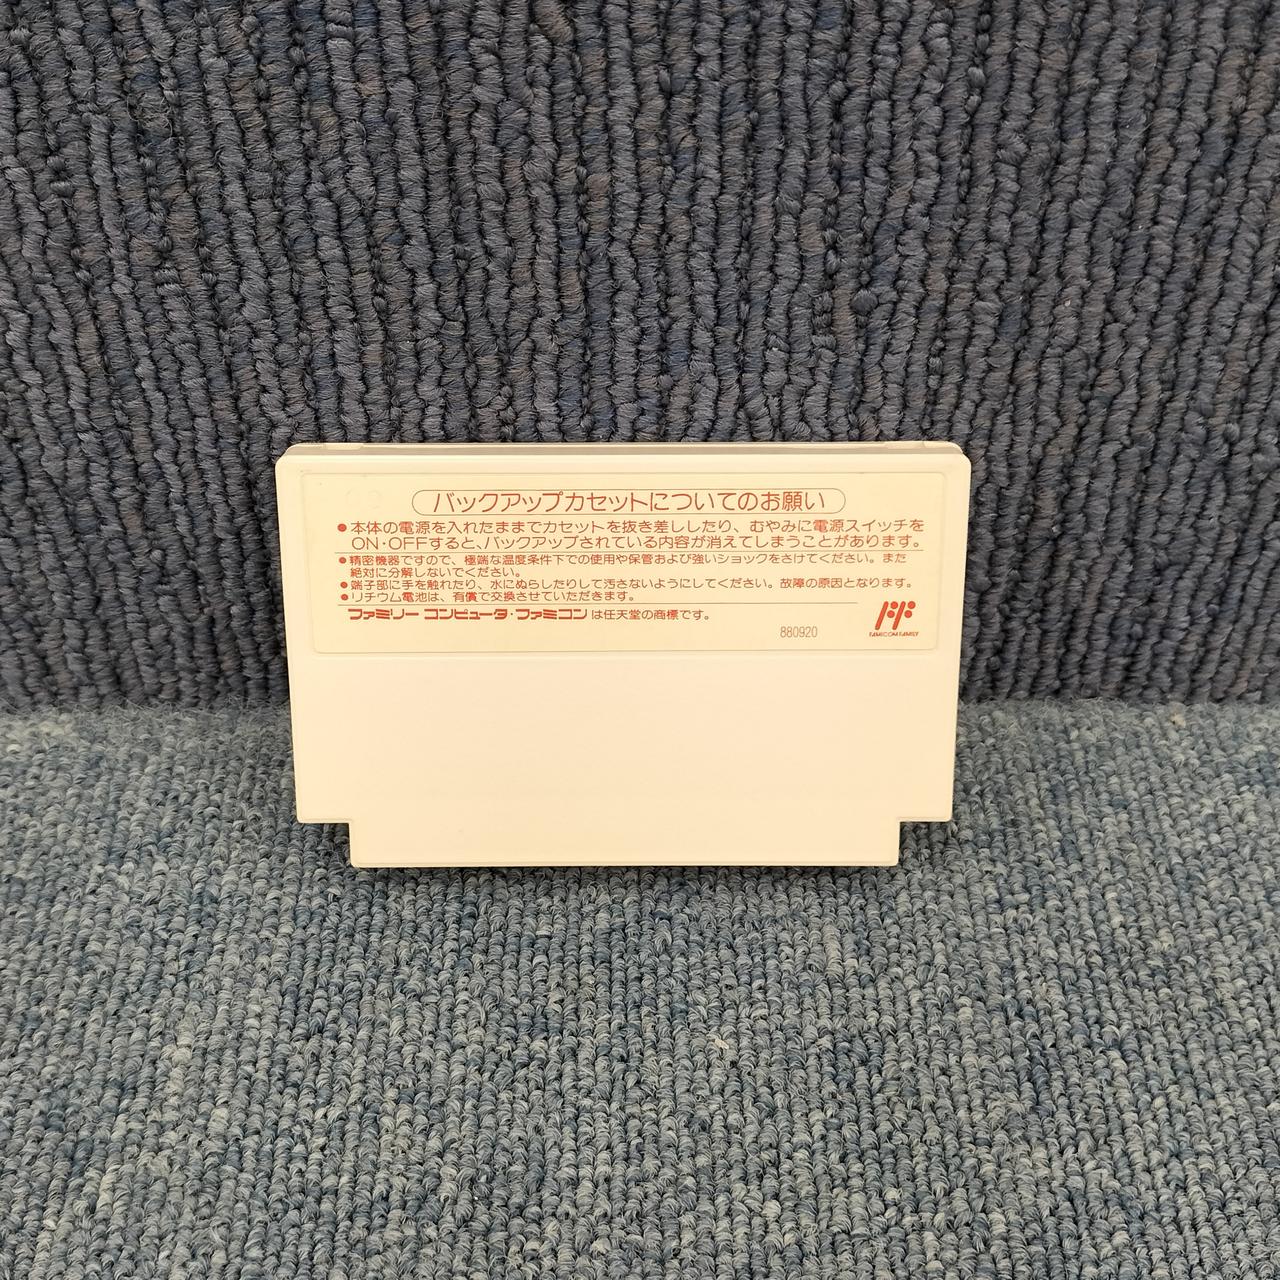 バックアップカセットについてのお願い
●本体の電源を入れたままでカセットを抜き差ししたり、むやみに電源スイッチを
ON・OFFすると、バックアップされている内容が消えてしまうことがあります。
●精密機器ですので、極端な温度条件下での使用や保管および強いショックをさけてください。また
絶対に分解しないでください。
●端子部に手を触れたり、水にぬらしたりして汚さないようにしてください。故障の原因となります。
●リチウム電池は、有償で交換させていただきます。
ファミリー コンピュータ・ファミコン は任天堂の商標です。
880920
FAMICOM FAMILY